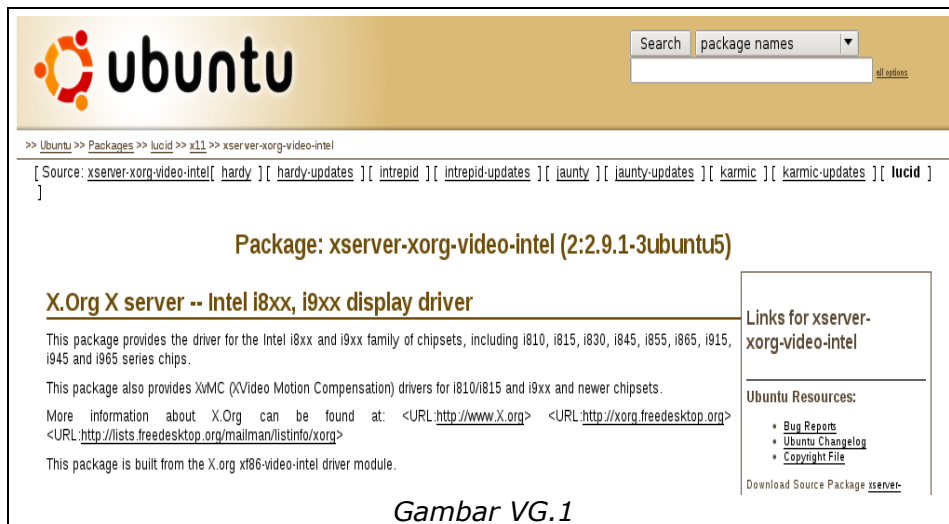 ubuntu
Search package names
all options
>> Ubuntu >> Packages >> lucid >> x11 >> xserver-xorg-video-intel
[ Source: xserver-xorg-video-intel[ hardy ] [ hardy-updates ] [ intrepid ] [ intrepid-updates ] [ jaunty ] [ jaunty-updates ] [ karmic ] [ karmic-updates ] [ lucid ]
]
Package: xserver-xorg-video-intel (2:2.9.1-3ubuntu5)
X.Org X server -- Intel i8xx, i9xx display driver
This package provides the driver for the Intel i8xx and i9xx family of chipsets, including i810, i815, i830, i845, i855, i865, i915,
i945 and i965 series chips.
This package also provides XvMC (XVideo Motion Compensation) drivers for i810/i815 and i9xx and newer chipsets.
More information about X.Org can be found at: <URL:http://www.X.org> <URL:http://xorg.freedesktop.org>
<URL:http://lists.freedesktop.org/mailman/listinfo/xorg>
This package is built from the X.org xf86-video-intel driver module.
Links for xserver-
xorg-video-intel
Ubuntu Resources:
• Bug Reports
• Ubuntu Changelog
• Copyright File
Download Source Package xserver-
Gambar VG.1